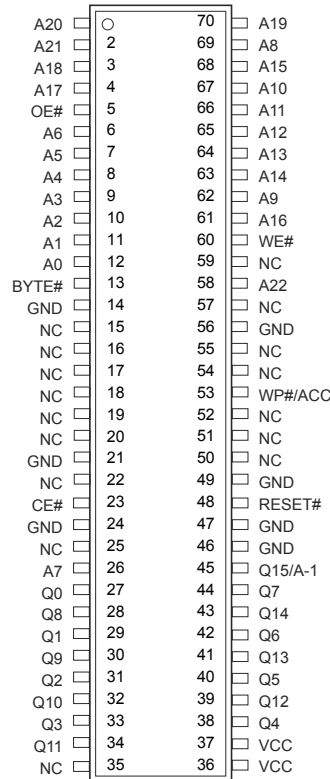 A20 70 A19
A21 2 69 A8
A18 3 68 A15
A17 4 67 A10
OE# 5 66 A11
A6 6 65 A12
A5 7 64 A13
A4 8 63 A14
A3 9 62 A9
A2 10 61 A16
A1 11 60 WE#
A0 12 59 NC
BYTE# 13 58 A22
GND 14 57 NC
NC 15 56 GND
NC 16 55 NC
NC 17 54 NC
NC 18 53 WP#/ACC
NC 19 52 NC
NC 20 51 NC
GND 21 50 NC
NC 22 49 GND
CE# 23 48 RESET#
GND 24 47 GND
NC 25 46 GND
A7 26 45 Q15/A-1
Q0 27 44 Q7
Q8 28 43 Q14
Q1 29 42 Q6
Q9 30 41 Q13
Q2 31 40 Q5
Q10 32 39 Q12
Q3 33 38 Q4
Q11 34 37 VCC
NC 35 36 VCC